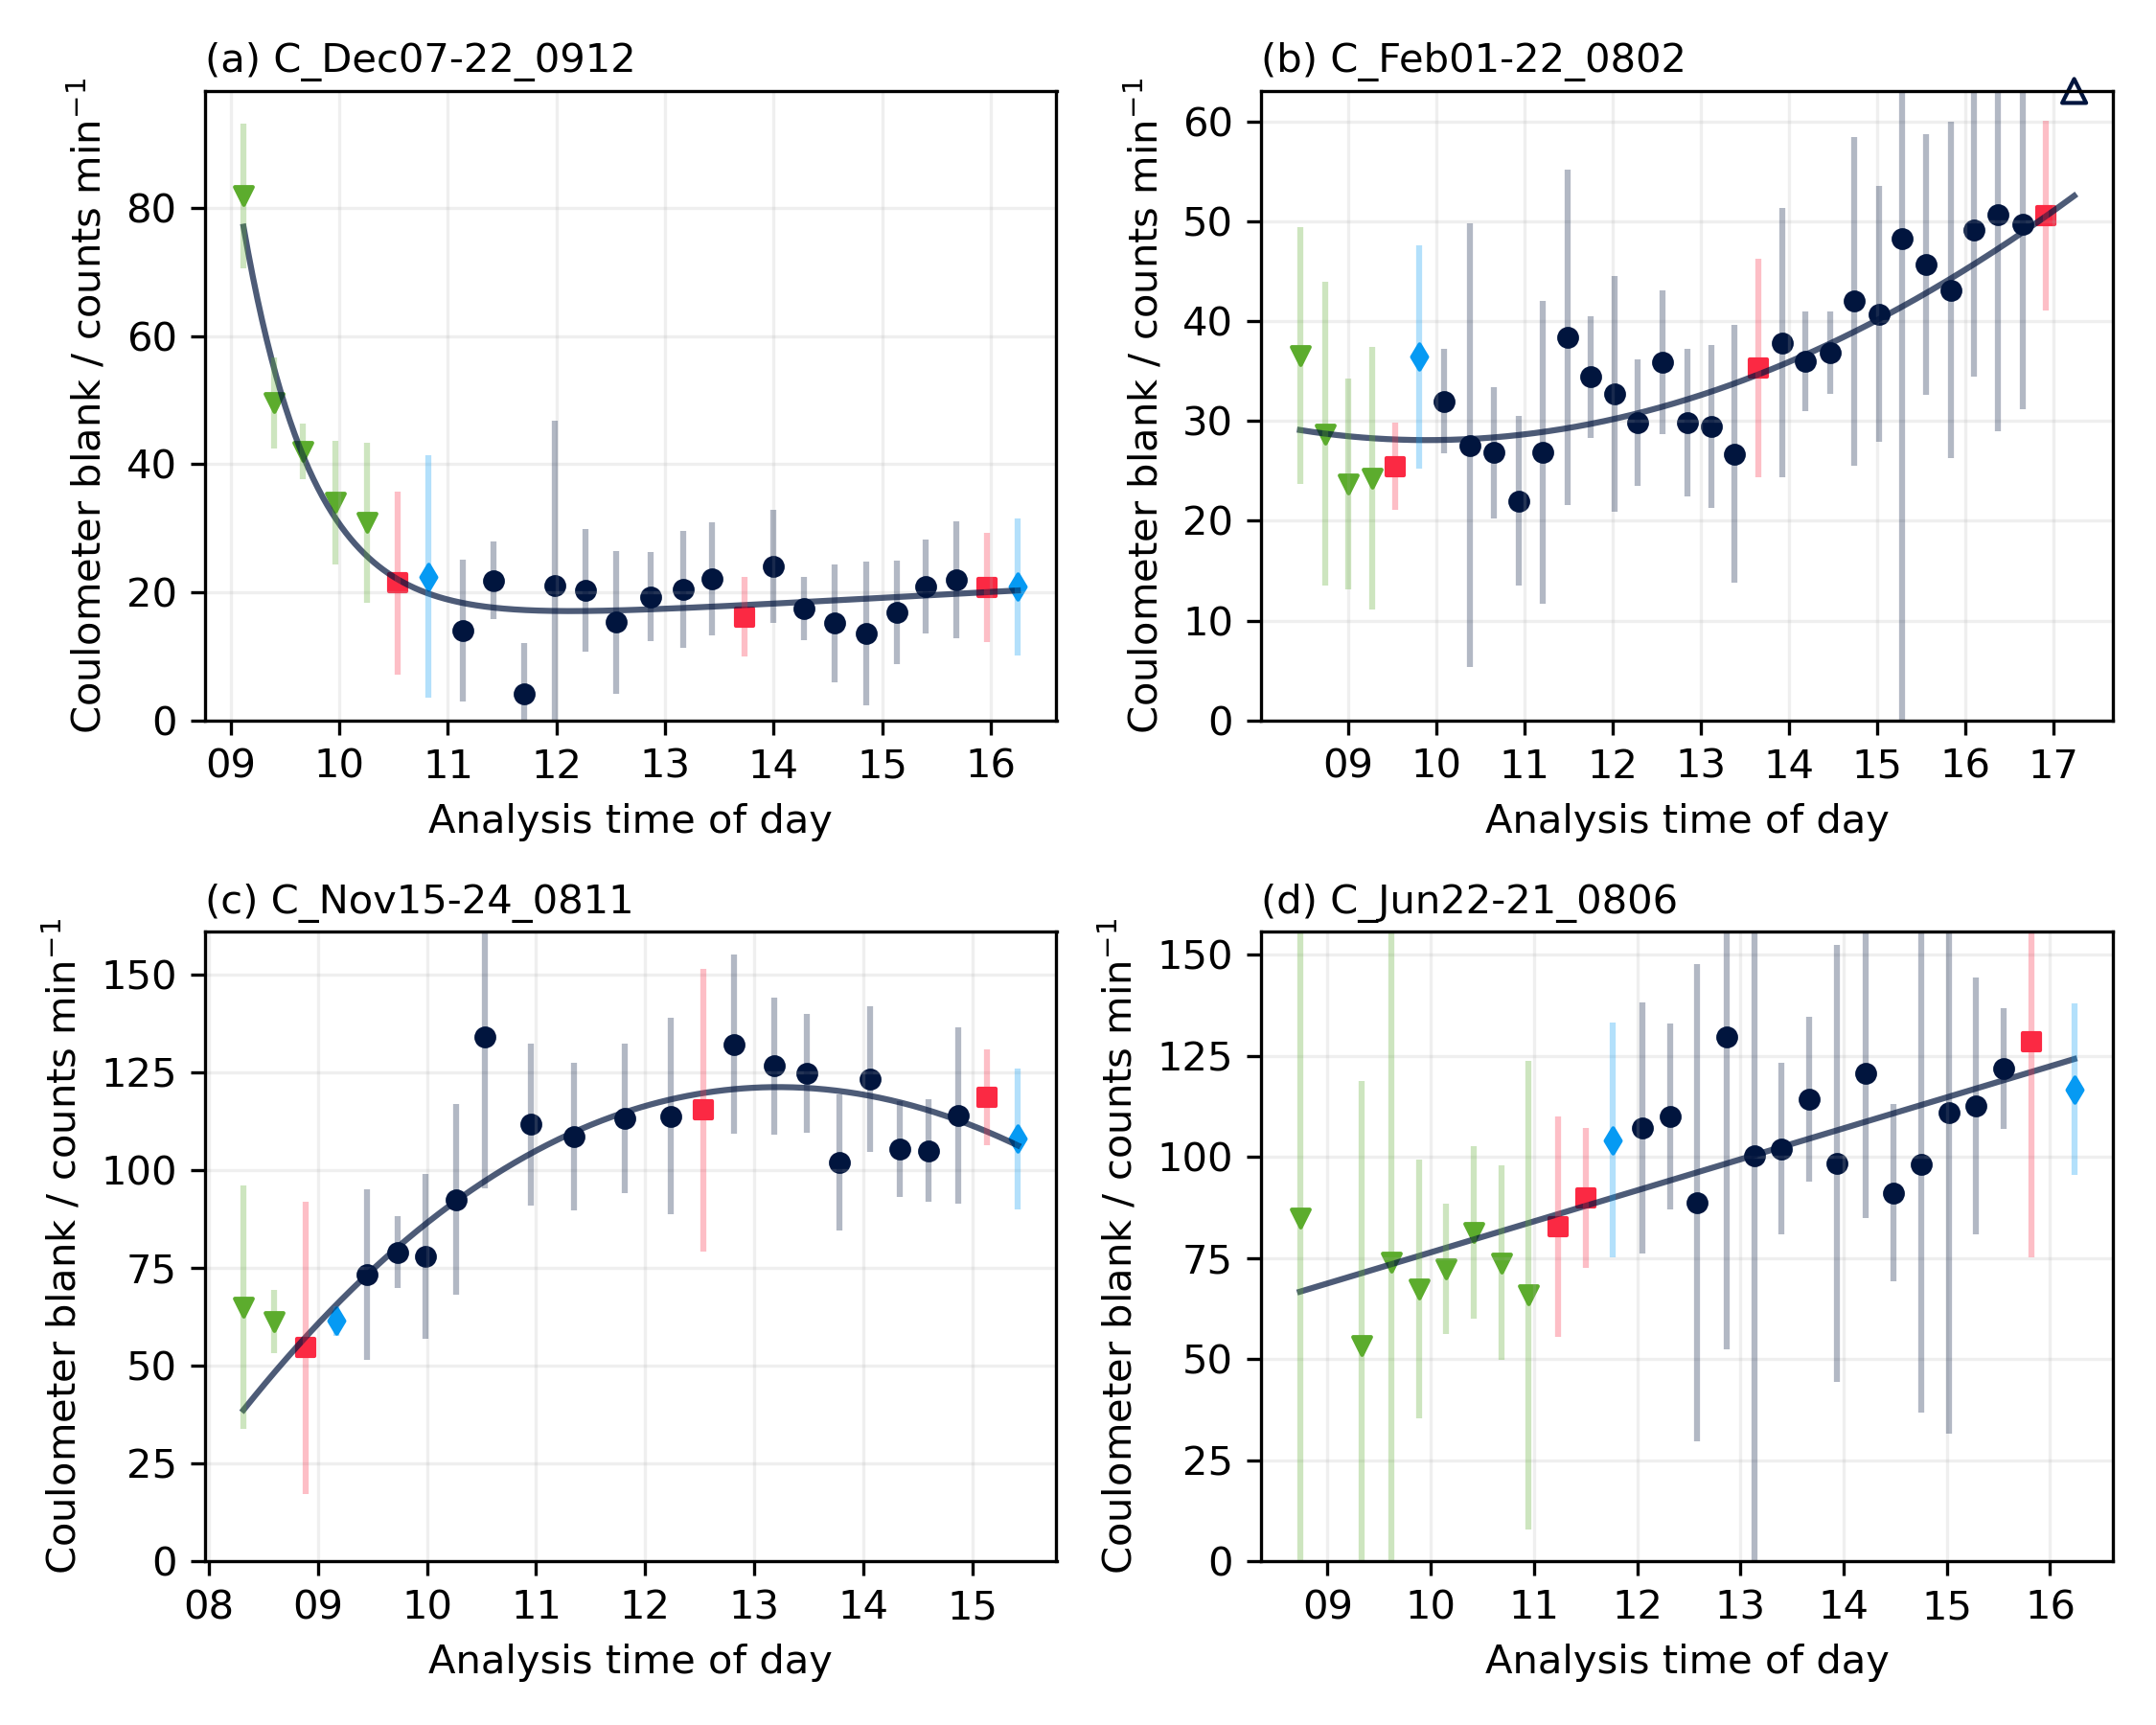 (a) C_Dec07-22_0912
Coulometer blank / counts min⁻¹
80
60
40
20
0
09 10 11 12 13 14 15 16
Analysis time of day
(b) C_Feb01-22_0802
Coulometer blank / counts min⁻¹
60
50
40
30
20
10
0
09 10 11 12 13 14 15 16 17
Analysis time of day
(c) C_Nov15-24_0811
Coulometer blank / counts min⁻¹
150
125
100
75
50
25
0
08 09 10 11 12 13 14 15
Analysis time of day
(d) C_Jun22-21_0806
Coulometer blank / counts min⁻¹
150
125
100
75
50
25
0
09 10 11 12 13 14 15 16
Analysis time of day